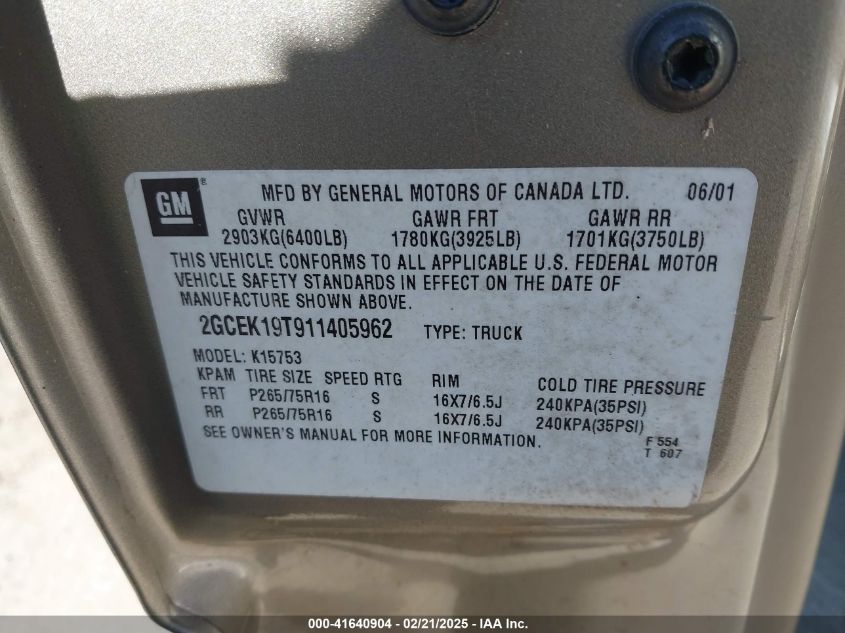 GM ®
MFD BY GENERAL MOTORS OF CANADA LTD. 06/01
GVWR GAWR FRT GAWR RR
2903KG(6400LB) 1780KG(3925LB) 1701KG(3750LB)
THIS VEHICLE CONFORMS TO ALL APPLICABLE U.S. FEDERAL MOTOR
VEHICLE SAFETY STANDARDS IN EFFECT ON THE DATE OF
MANUFACTURE SHOWN ABOVE.
2GCEK19T911405962 TYPE: TRUCK
MODEL: K15753
KPAM TIRE SIZE SPEED RTG RIM COLD TIRE PRESSURE
FRT P265/75R16 S 16X7/6.5J 240KPA(35PSI)
RR P265/75R16 S 16X7/6.5J 240KPA(35PSI)
SEE OWNER'S MANUAL FOR MORE INFORMATION.
F 554
T 607
000-41640904 - 02/21/2025 - IAA Inc.